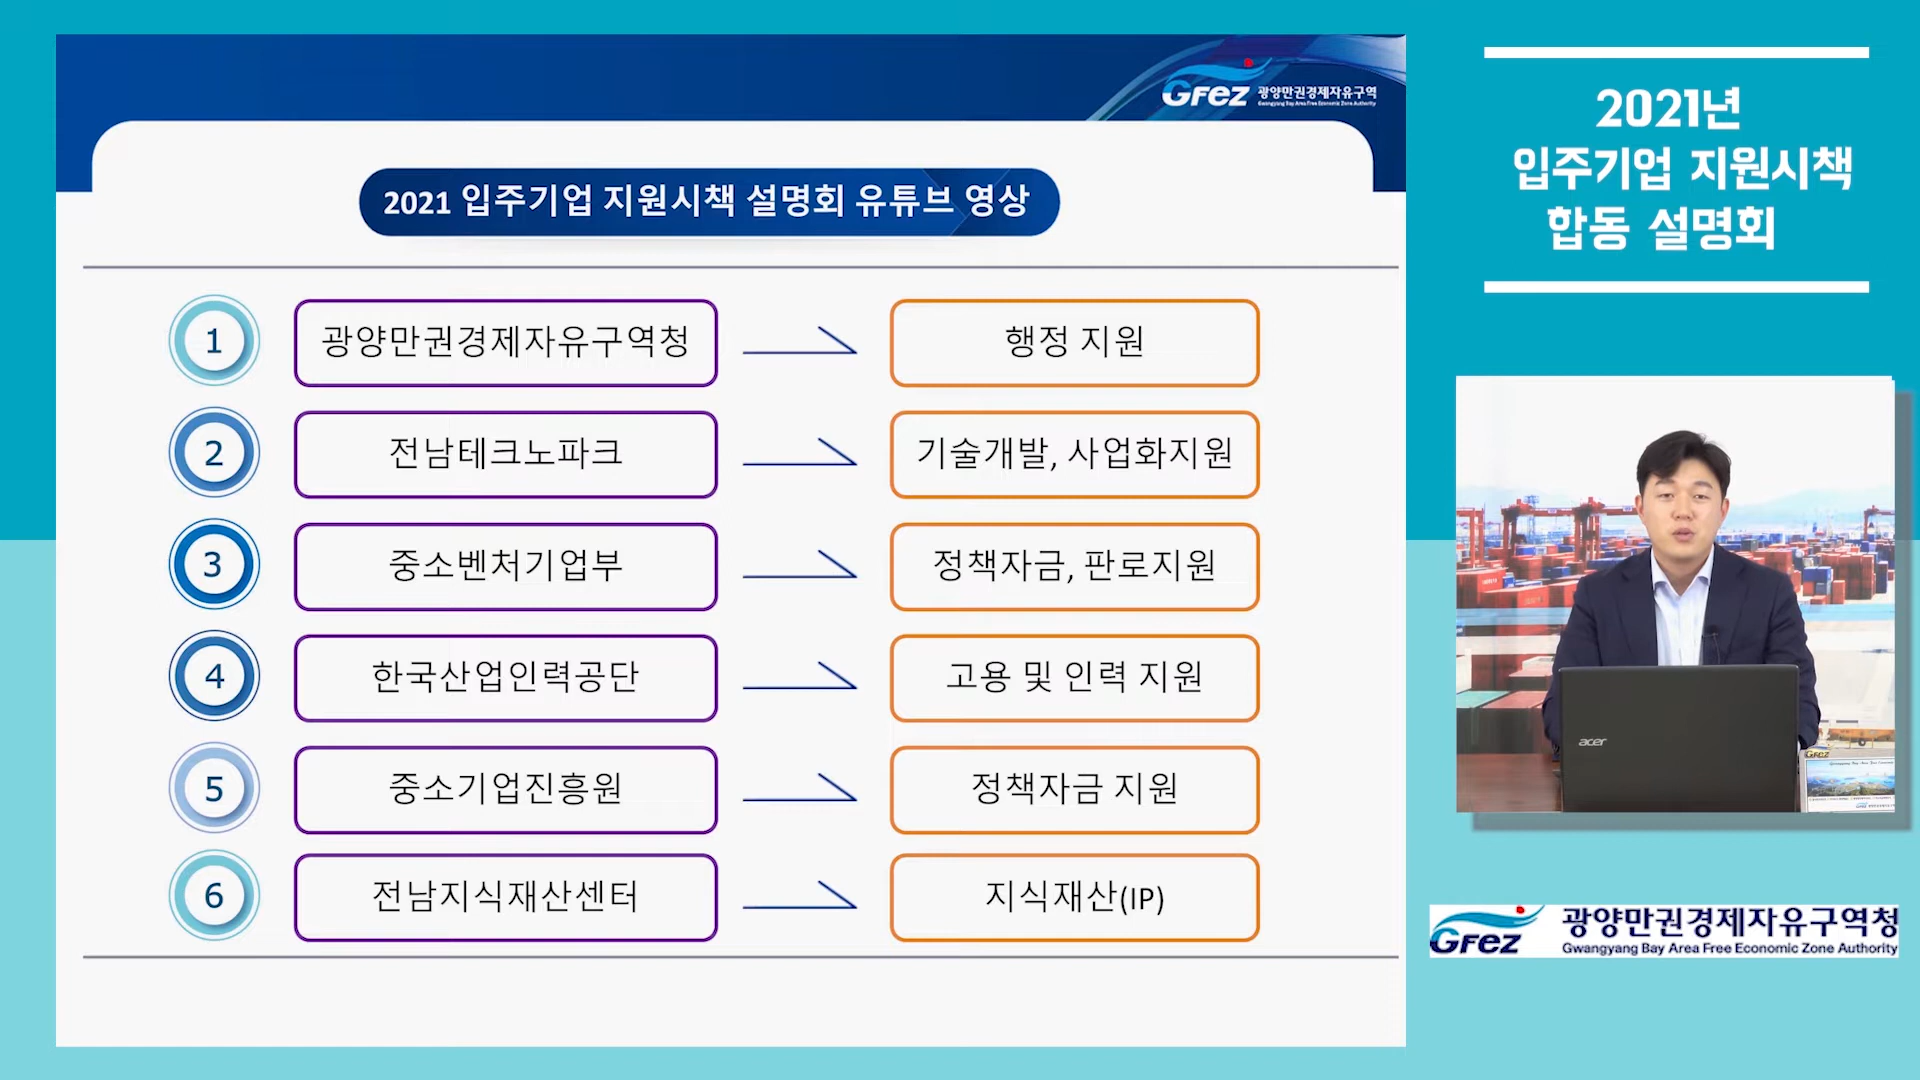 GFEZ 광양만권경제자유구역
Gwangyang Bay Area Free Economic Zone Authority
2021 입주기업 지원시책 설명회 유튜브 영상
1 광양만권경제자유구역청 행정 지원
2 전남테크노파크 기술개발, 사업화지원
3 중소벤처기업부 정책자금, 판로지원
4 한국산업인력공단 고용 및 인력 지원
5 중소기업진흥원 정책자금 지원
6 전남지식재산센터 지식재산(IP)
2021년
입주기업 지원시책
합동 설명회
acer
GFEZ
GFEZ 광양만권경제자유구역청
Gwangyang Bay Area Free Economic Zone Authority